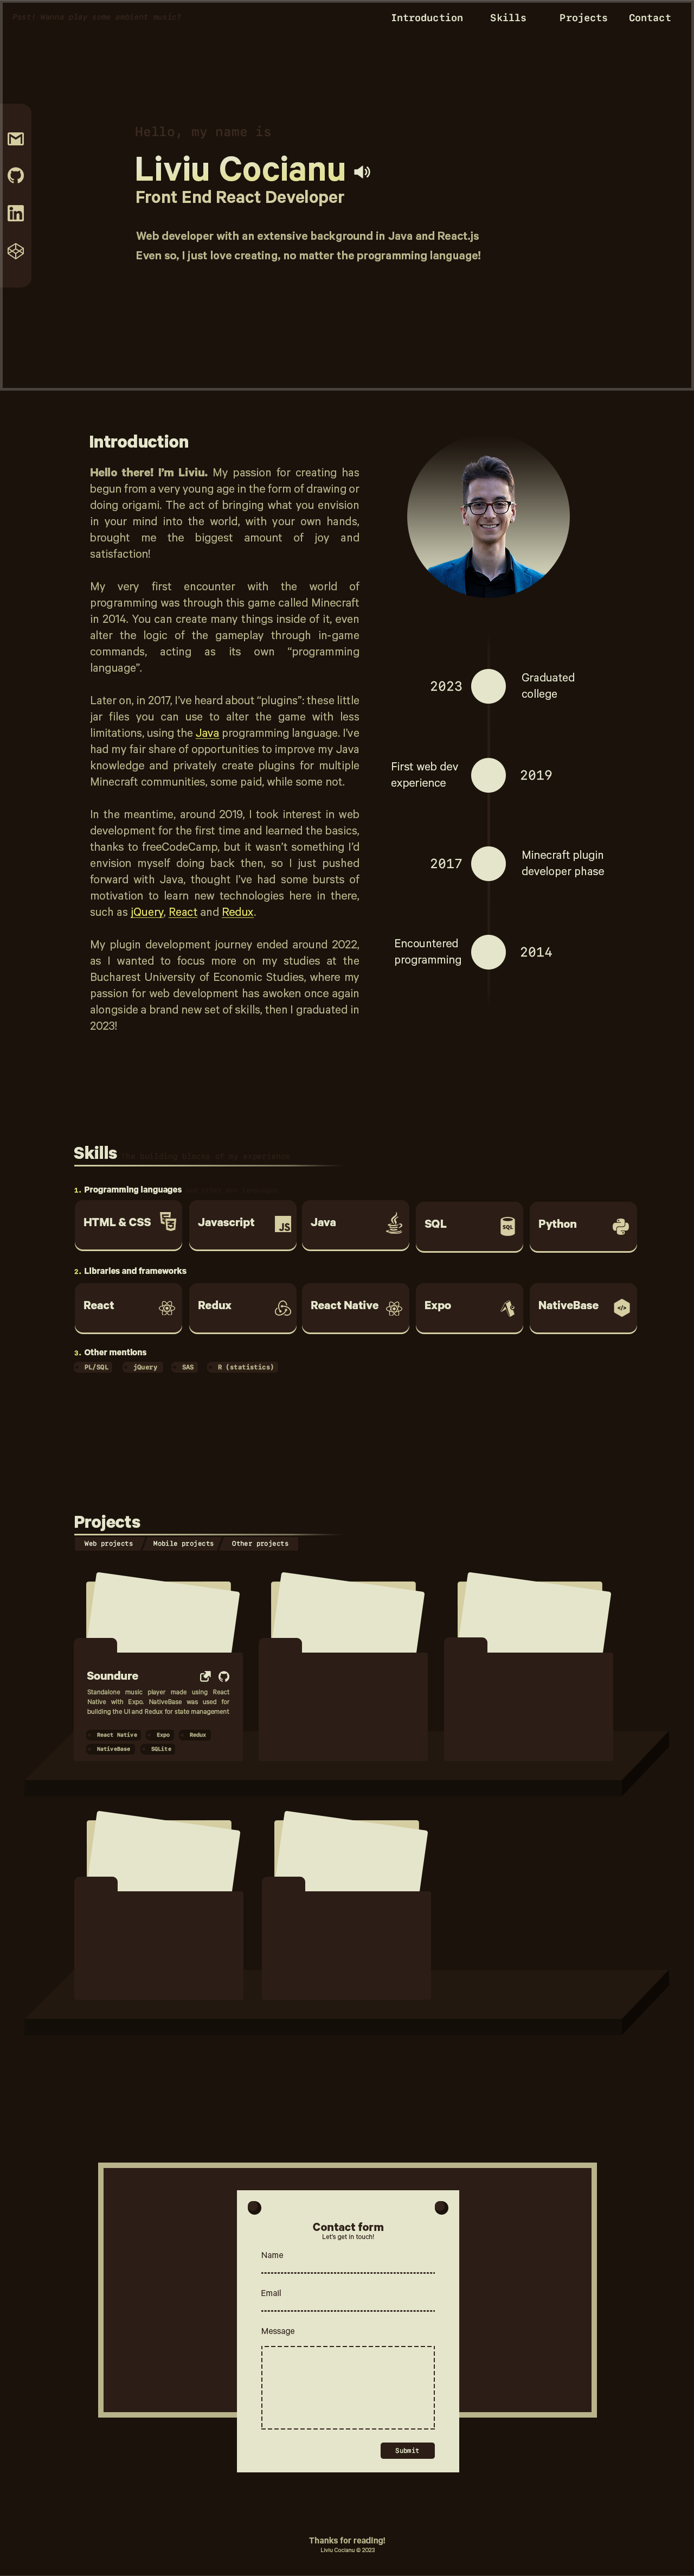 Psst! Wanna play some ambient music?
Introduction Skills Projects Contact
Hello, my name is
Liviu Cocianu
Front End React Developer
Web developer with an extensive background in Java and React.js
Even so, I just love creating, no matter the programming language!
Introduction
Hello there! I'm Liviu. My passion for creating has
begun from a very young age in the form of drawing or
doing origami. The act of bringing what you envision
in your mind into the world, with your own hands,
brought me the biggest amount of joy and
satisfaction!
My very first encounter with the world of
programming was through this game called Minecraft
in 2014. You can create many things inside of it, even
alter the logic of the gameplay through in-game
commands, acting as its own “programming
language”.
Later on, in 2017, I've heard about “plugins”: these little
jar files you can use to alter the game with less
limitations, using the Java programming language. I've
had my fair share of opportunities to improve my Java
knowledge and privately create plugins for multiple
Minecraft communities, some paid, while some not.
In the meantime, around 2019, I took interest in web
development for the first time and learned the basics,
thanks to freeCodeCamp, but it wasn't something I'd
envision myself doing back then, so I just pushed
forward with Java, thought I've had some bursts of
motivation to learn new technologies here in there,
such as jQuery, React and Redux.
My plugin development journey ended around 2022,
as I wanted to focus more on my studies at the
Bucharest University of Economic Studies, where my
passion for web development has awoken once again
alongside a brand new set of skills, then I graduated in
2023!
2023
Graduated
college
First web dev
experience
2019
2017
Minecraft plugin
developer phase
Encountered
programming
2014
Skills The building blocks of my experience
1. Programming languages
HTML & CSS Javascript JS Java SQL SQL Python
2. Libraries and frameworks
React Redux React Native Expo NativeBase </>
3. Other mentions
PL/SQL jQuery SAS R (statistics)
Projects
Web projects Mobile projects Other projects
Soundure
Standalone music player made using React
Native with Expo. NativeBase was used for
building the UI and Redux for state management
React Native Expo Redux
NativeBase SQLite
Contact form
Let's get in touch!
Name
Email
Message
Submit
Thanks for reading!
Liviu Cocianu © 2023